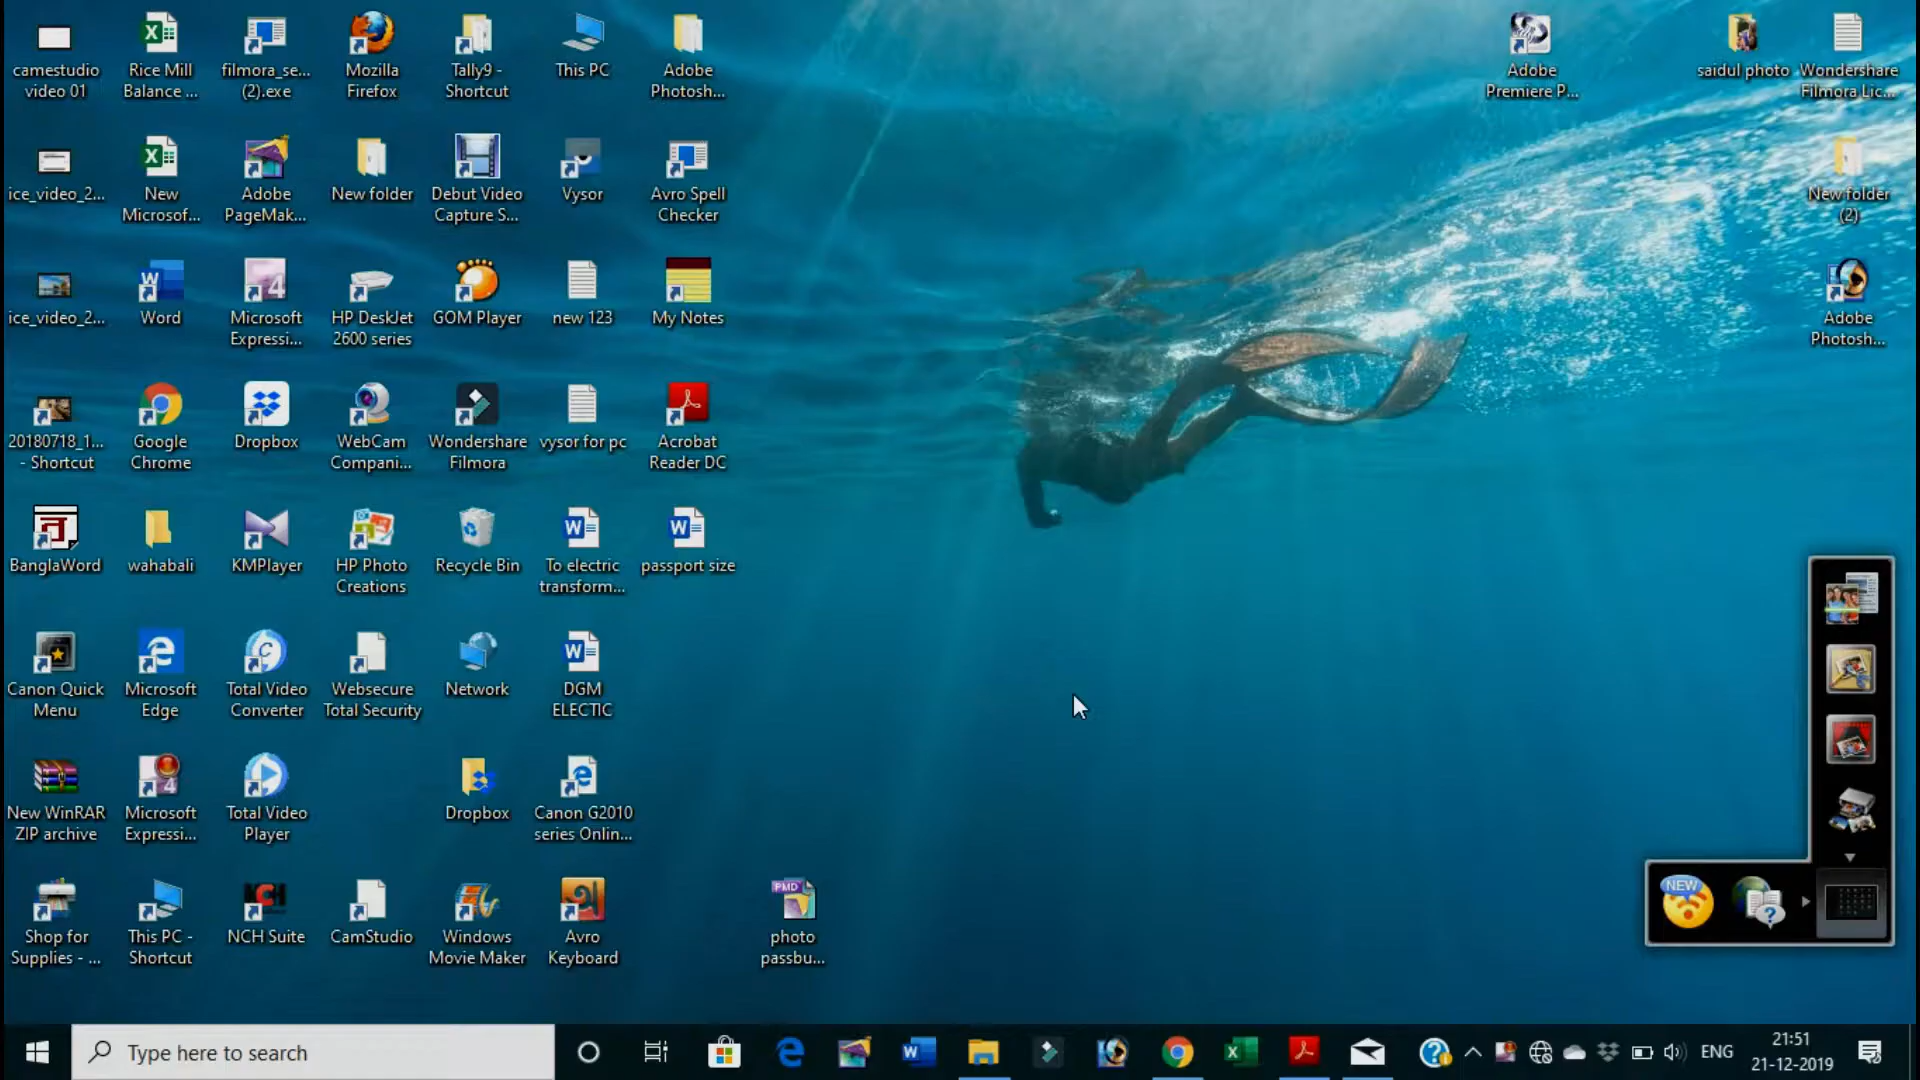 camestudio
video 01
Rice Mill
Balance ...
filmora_se...
(2).exe
Mozilla
Firefox
Tally9 -
Shortcut
This PC
Adobe
Photosh...
Adobe
Premiere P...
saidul photo
Wondershare
Filmora Lic...
ice_video_2...
New
Microsof...
Adobe
PageMak...
New folder
Debut Video
Capture S...
Vysor
Avro Spell
Checker
New folder
(2)
ice_video_2...
Word
Microsoft
Expressi...
HP DeskJet
2600 series
GOM Player
new 123
My Notes
Adobe
Photosh...
20180718_1...
- Shortcut
Google
Chrome
Dropbox
WebCam
Compani...
Wondershare
Filmora
vysor for pc
Acrobat
Reader DC
BanglaWord
wahabali
KMPlayer
HP Photo
Creations
Recycle Bin
To electric
transform...
passport size
Canon Quick
Menu
Microsoft
Edge
Total Video
Converter
Websecure
Total Security
Network
DGM
ELECTIC
New WinRAR
ZIP archive
Microsoft
Expressi...
Total Video
Player
Dropbox
Canon G2010
series Onlin...
Shop for
Supplies - ...
This PC -
Shortcut
NCH Suite
CamStudio
Windows
Movie Maker
Avro
Keyboard
PMD
photo
passbu...
NEW
Type here to search
ENG
21:51
21-12-2019